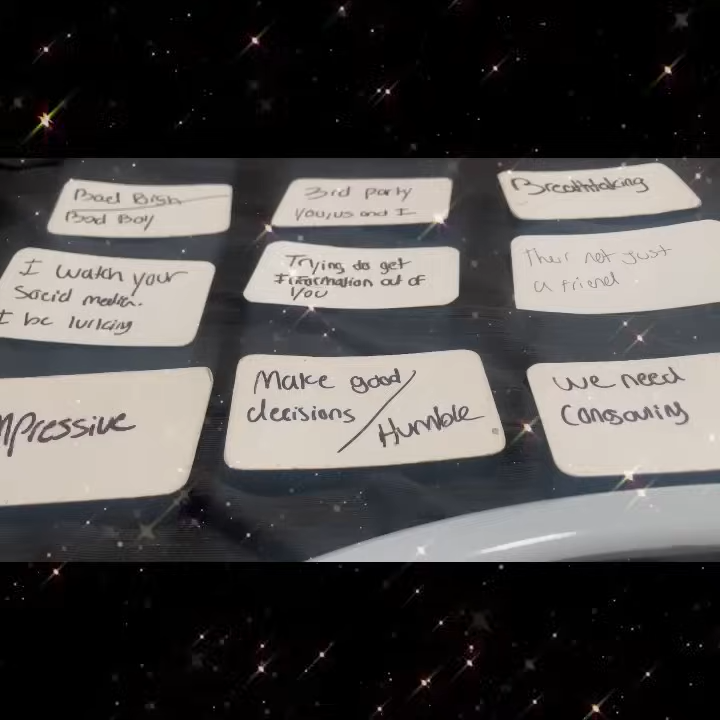 Bad Bish
Bad Boy
3rd party
You, us and I
Breathtaking
I watch your
Social media.
I be lurking
Trying to get
Information out of
You
Their not just
a friend
mpressive
Make good
decisions / Humble
We need